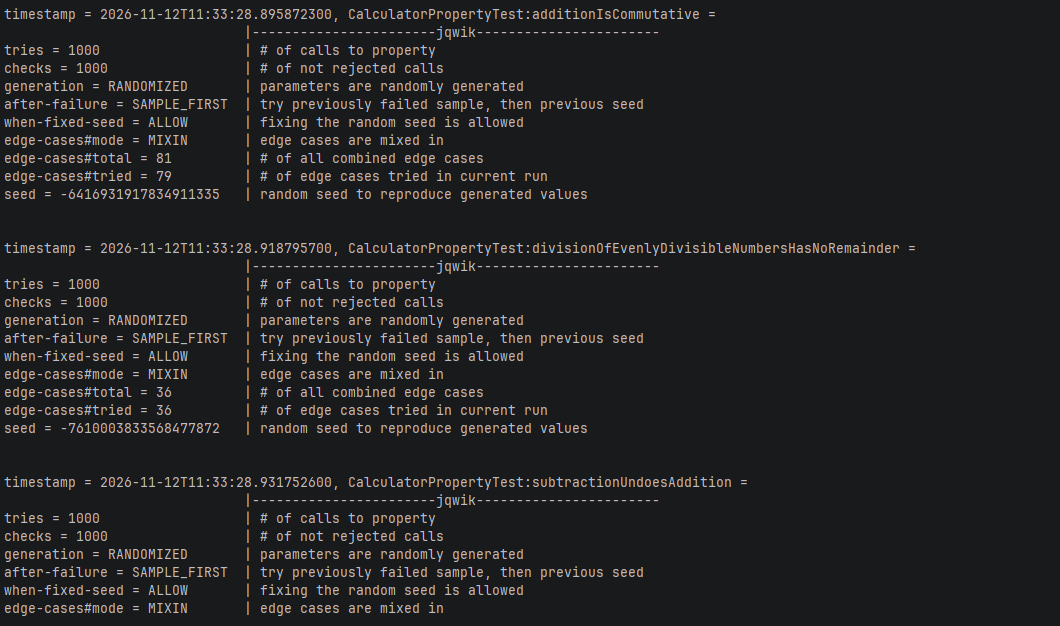 timestamp = 2026-11-12T11:33:28.895872300, CalculatorPropertyTest:additionIsCommutative =
                              |-----------------------jqwik-----------------------
tries = 1000                  | # of calls to property
checks = 1000                 | # of not rejected calls
generation = RANDOMIZED       | parameters are randomly generated
after-failure = SAMPLE_FIRST  | try previously failed sample, then previous seed
when-fixed-seed = ALLOW       | fixing the random seed is allowed
edge-cases#mode = MIXIN       | edge cases are mixed in
edge-cases#total = 81         | # of all combined edge cases
edge-cases#tried = 79         | # of edge cases tried in current run
seed = -6416931917834911335   | random seed to reproduce generated values
timestamp = 2026-11-12T11:33:28.918795700, CalculatorPropertyTest:divisionOfEvenlyDivisibleNumbersHasNoRemainder =
                              |-----------------------jqwik-----------------------
tries = 1000                  | # of calls to property
checks = 1000                 | # of not rejected calls
generation = RANDOMIZED       | parameters are randomly generated
after-failure = SAMPLE_FIRST  | try previously failed sample, then previous seed
when-fixed-seed = ALLOW       | fixing the random seed is allowed
edge-cases#mode = MIXIN       | edge cases are mixed in
edge-cases#total = 36         | # of all combined edge cases
edge-cases#tried = 36         | # of edge cases tried in current run
seed = -7610003833568477872   | random seed to reproduce generated values
timestamp = 2026-11-12T11:33:28.931752600, CalculatorPropertyTest:subtractionUndoesAddition =
                              |-----------------------jqwik-----------------------
tries = 1000                  | # of calls to property
checks = 1000                 | # of not rejected calls
generation = RANDOMIZED       | parameters are randomly generated
after-failure = SAMPLE_FIRST  | try previously failed sample, then previous seed
when-fixed-seed = ALLOW       | fixing the random seed is allowed
edge-cases#mode = MIXIN       | edge cases are mixed in